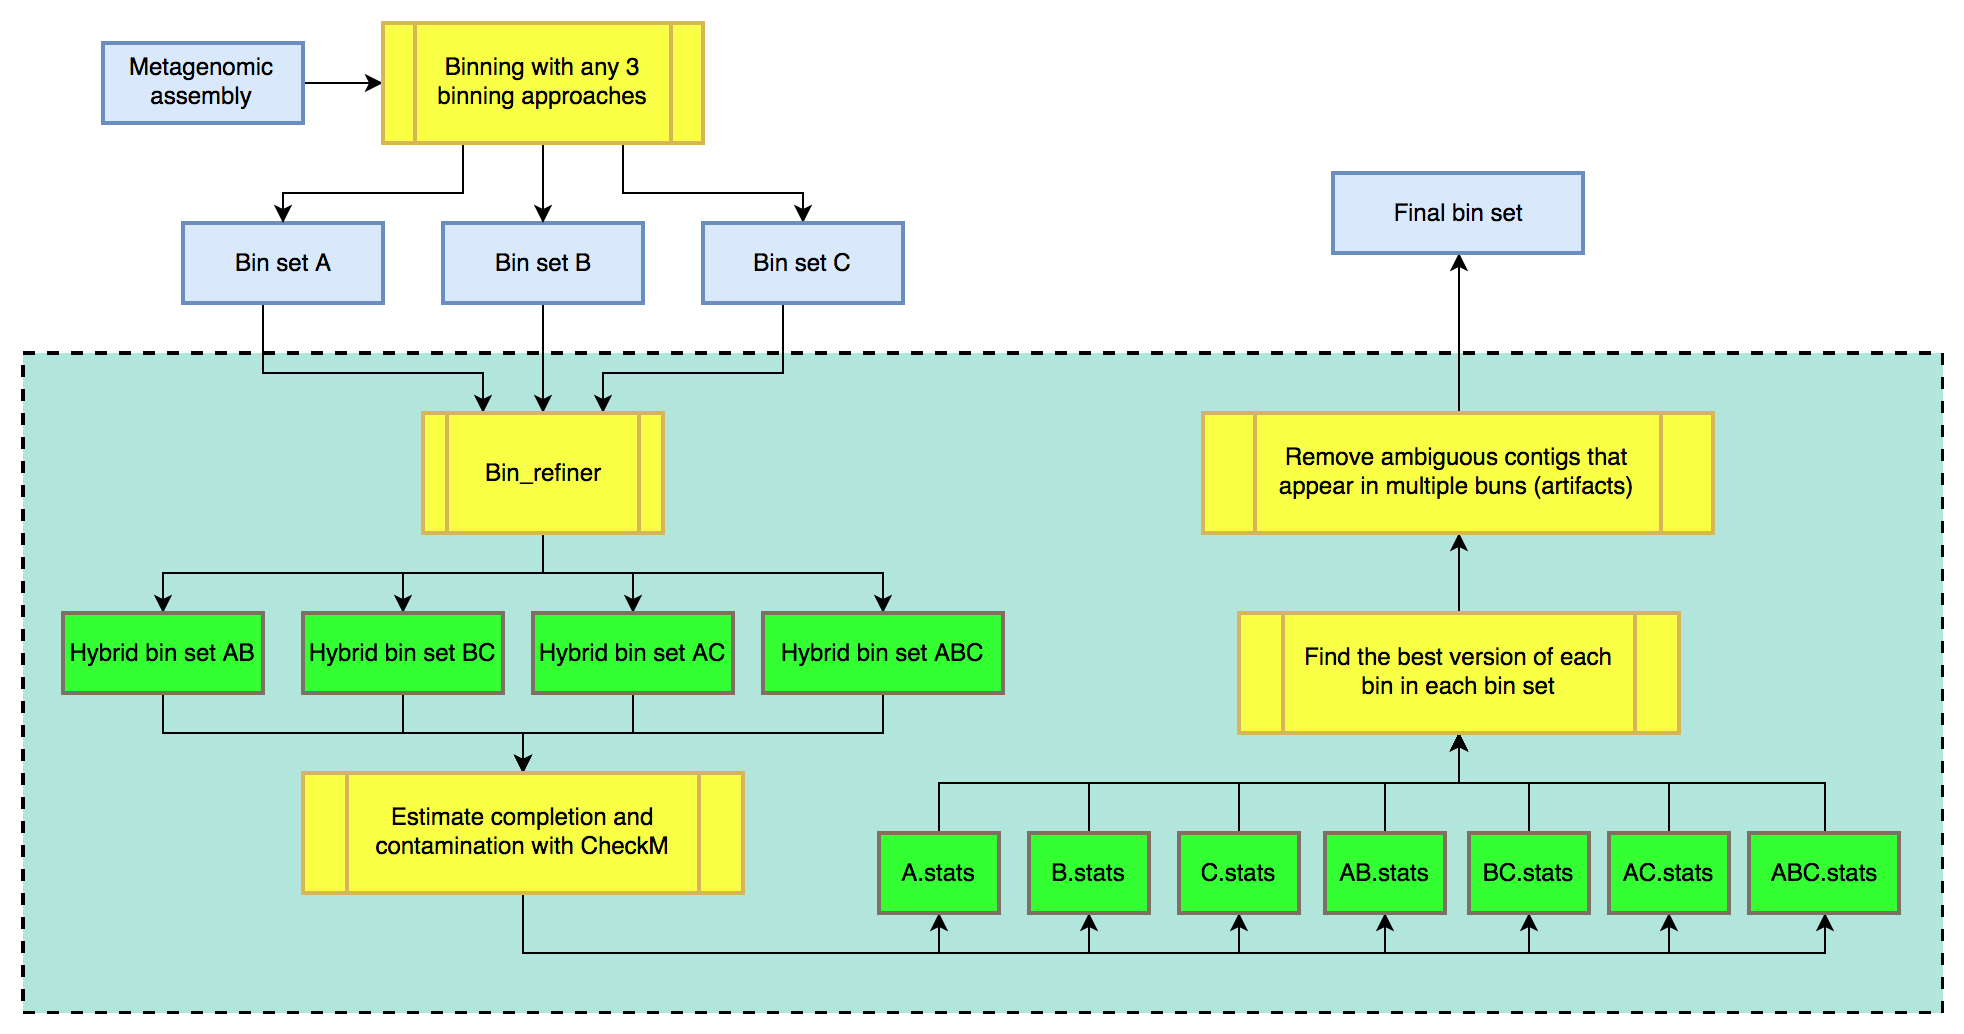 Metagenomic
assembly
Binning with any 3
binning approaches
Bin set A
Bin set B
Bin set C
Final bin set
Bin_refiner
Remove ambiguous contigs that
appear in multiple buns (artifacts)
Hybrid bin set AB
Hybrid bin set BC
Hybrid bin set AC
Hybrid bin set ABC
Find the best version of each
bin in each bin set
Estimate completion and
contamination with CheckM
A.stats
B.stats
C.stats
AB.stats
BC.stats
AC.stats
ABC.stats